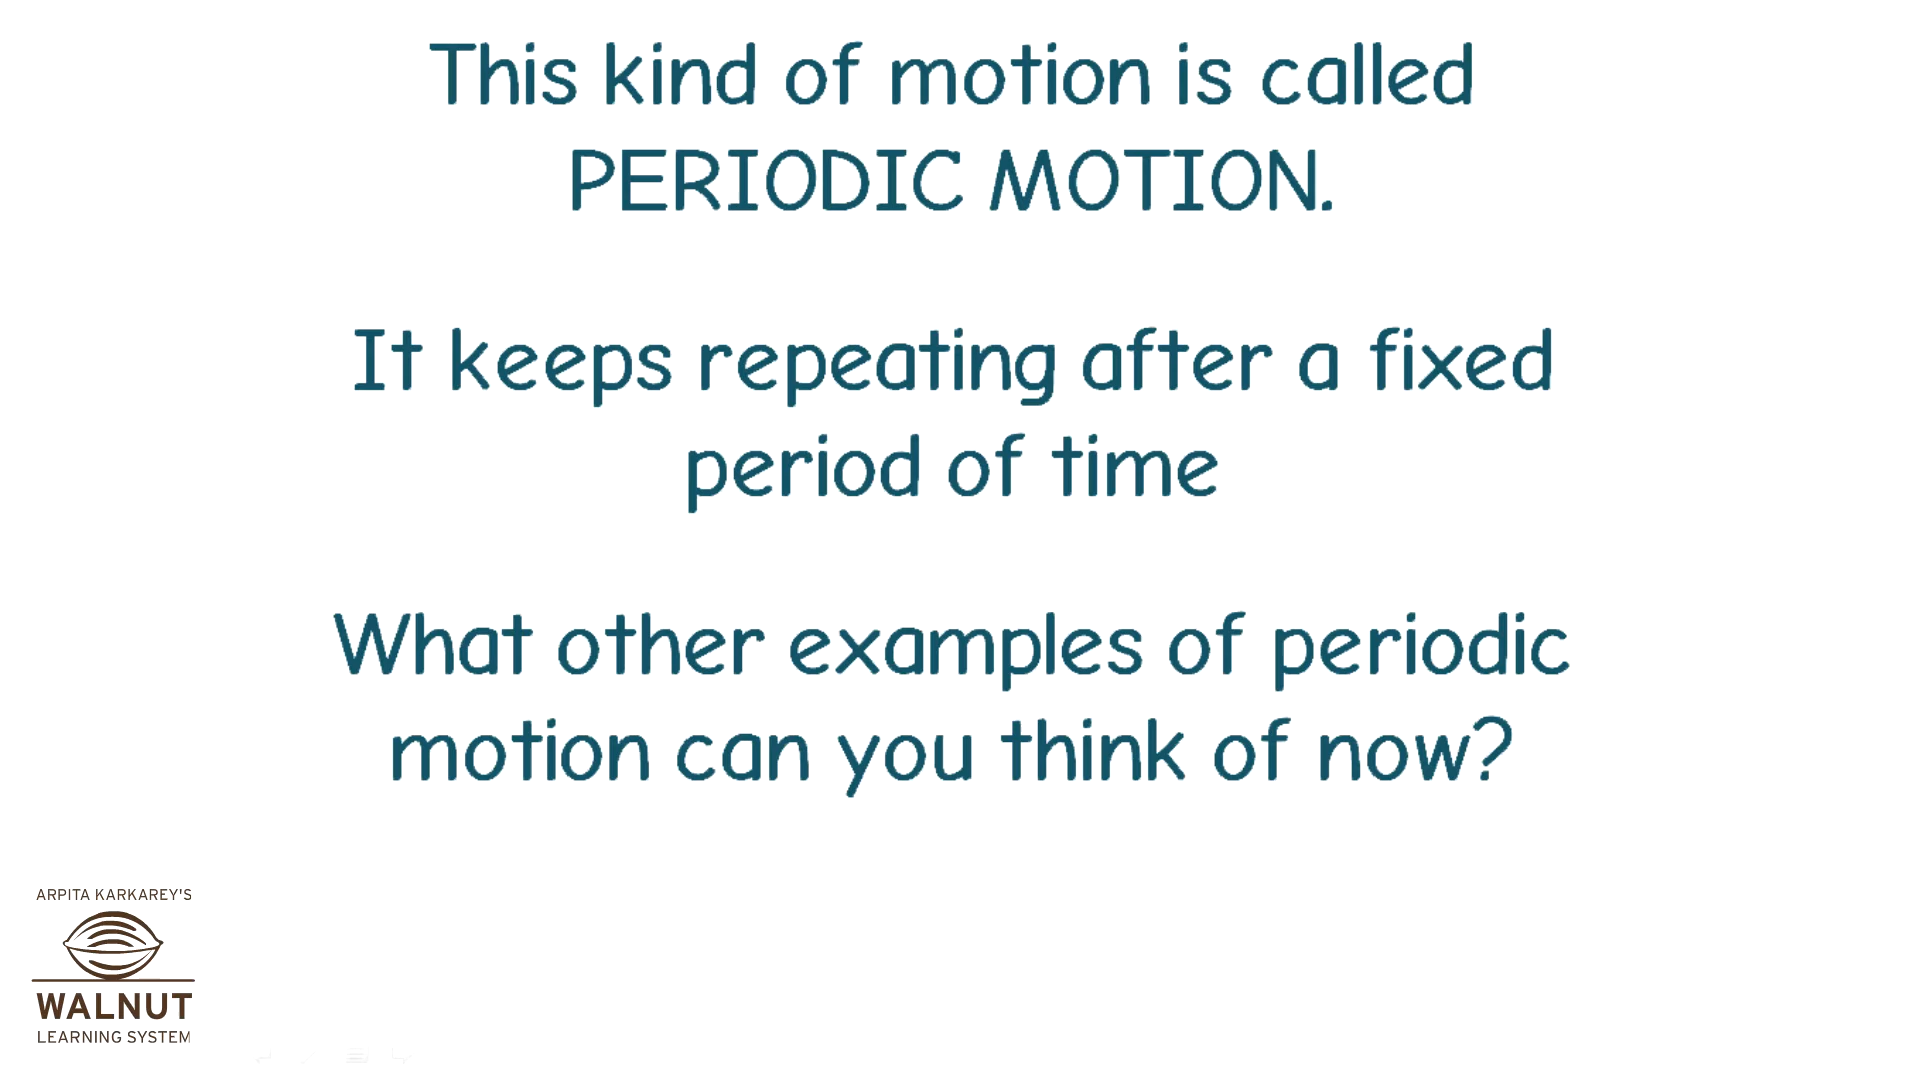 This kind of motion is called
PERIODIC MOTION.
It keeps repeating after a fixed
period of time
What other examples of periodic
motion can you think of now?
ARPITA KARKAREY'S
WALNUT
LEARNING SYSTEM